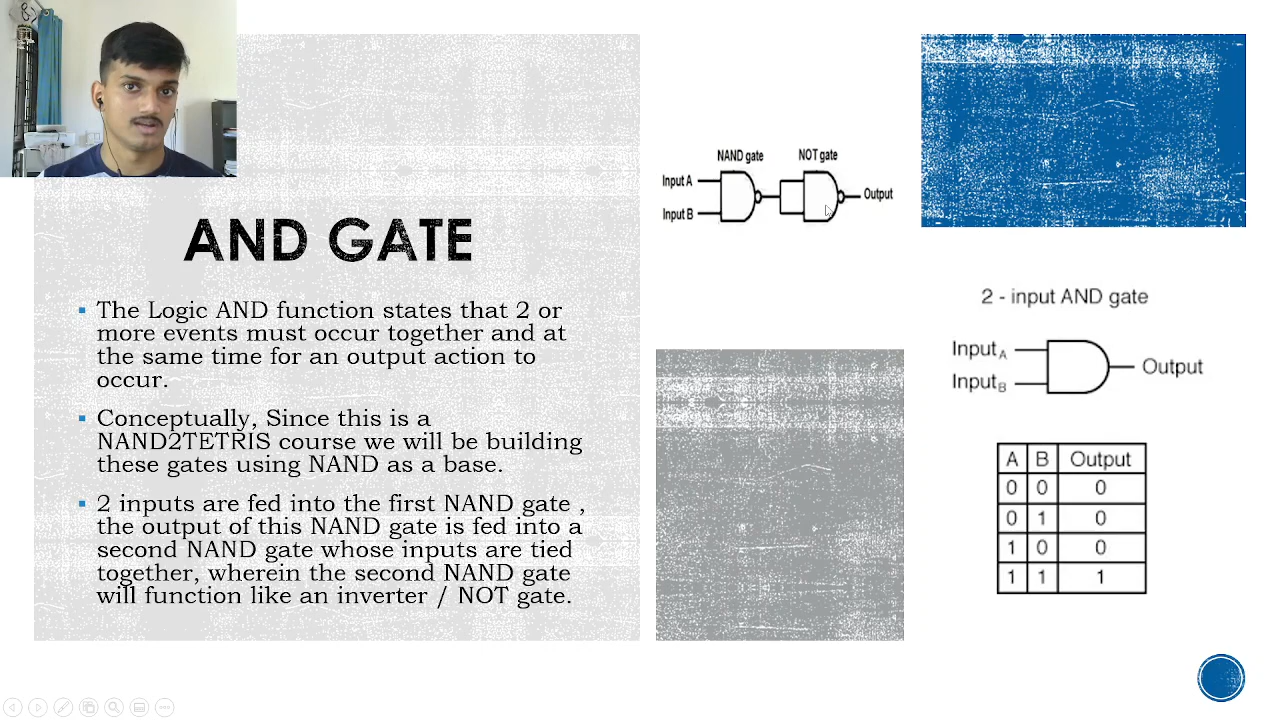 AND GATE
The Logic AND function states that 2 or
more events must occur together and at
the same time for an output action to
occur.
Conceptually, Since this is a
NAND2TETRIS course we will be building
these gates using NAND as a base.
2 inputs are fed into the first NAND gate ,
the output of this NAND gate is fed into a
second NAND gate whose inputs are tied
together, wherein the second NAND gate
will function like an inverter / NOT gate.
NAND gate NOT gate
Input A
Input B
Output
2 - input AND gate
Input A
Input B
Output
A B Output
0 0 0
0 1 0
1 0 0
1 1 1